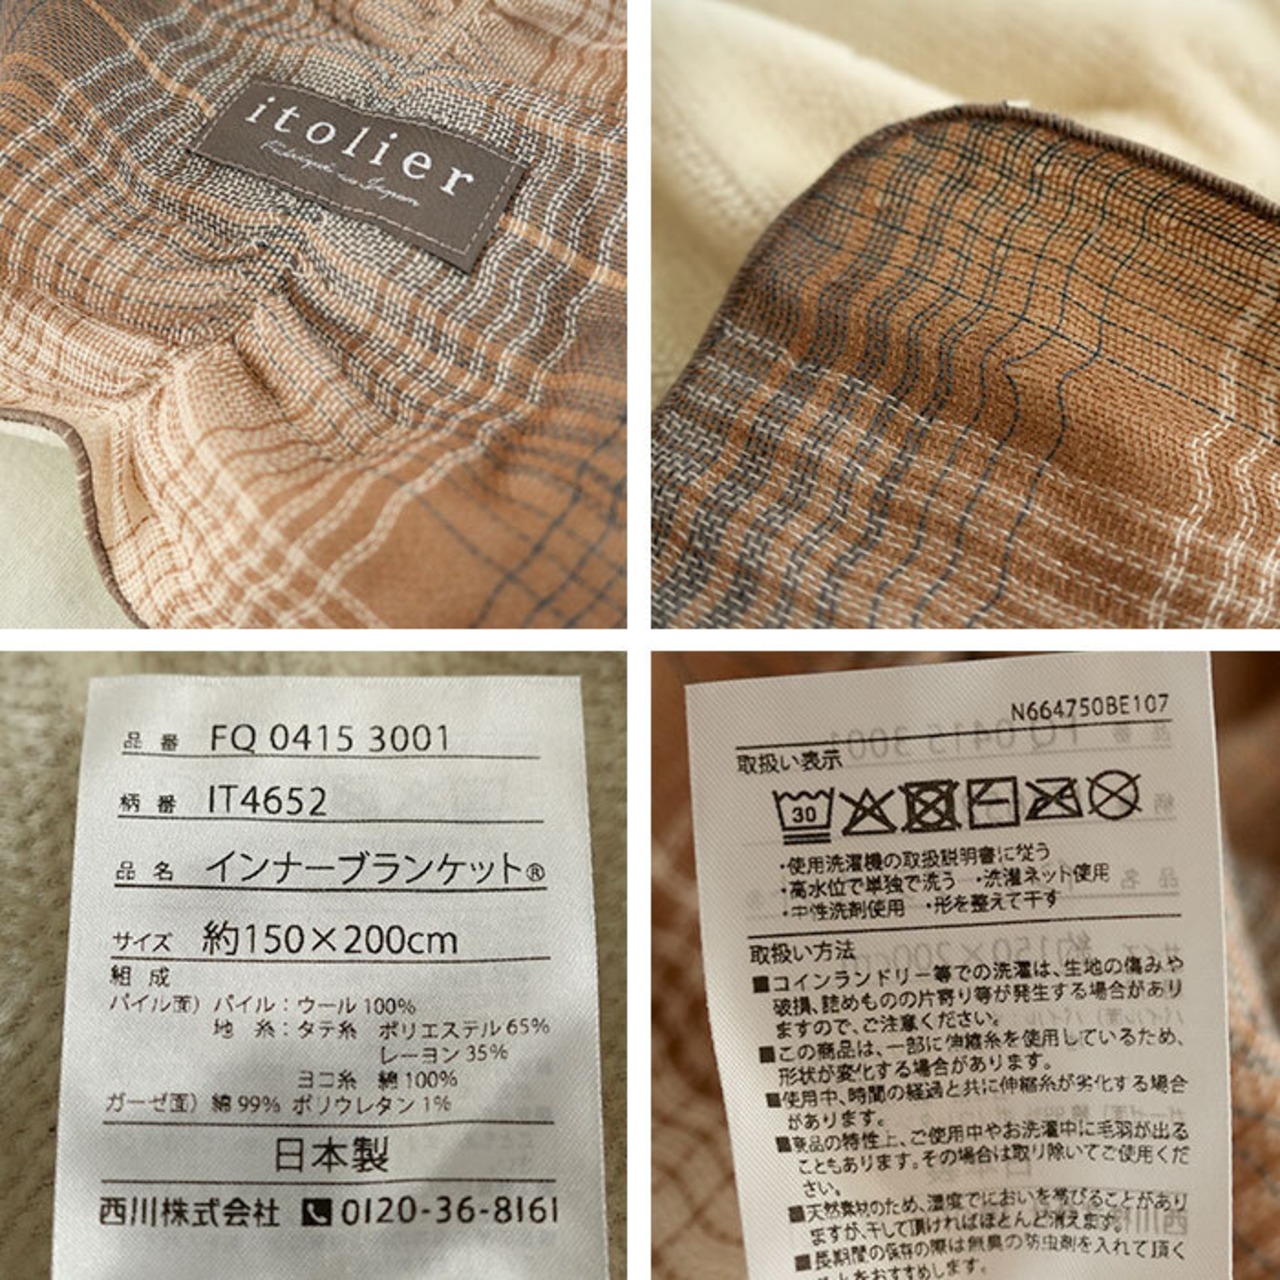 itolier
品番 FQ 0415 3001
柄番 IT4652
品名 インナーブランケット®
サイズ 約150×200cm
組成
パイル面) パイル：ウール100%
地糸：タテ糸 ポリエステル65%
レーヨン35%
ヨコ糸 綿100%
ガーゼ面) 綿99% ポリウレタン1%
日本製
西川株式会社 0120-36-8161
N664750BE107
取扱い表示
30
・使用洗濯機の取扱説明書に従う
・高水位で単独で洗う ・洗濯ネット使用
・中性洗剤使用 ・形を整えて干す
取扱い方法
■コインランドリー等での洗濯は、生地の傷みや
破損、詰めものの片寄り等が発生する場合があり
ますので、ご注意ください。
■この商品は、一部に伸縮糸を使用しているため、
形状が変化する場合があります。
■使用中、時間の経過と共に伸縮糸が劣化する場合
があります。
■商品の特性上、ご使用中やお洗濯中に毛羽が出る
こともあります。その場合は取り除いてご使用くだ
さい。
■天然素材のため、湿度でにおいを帯びることがあり
ますが、干して頂ければほとんど消えます。
■長期間の保存の際は無臭の防虫剤を入れて頂く
ことをおすすめします。